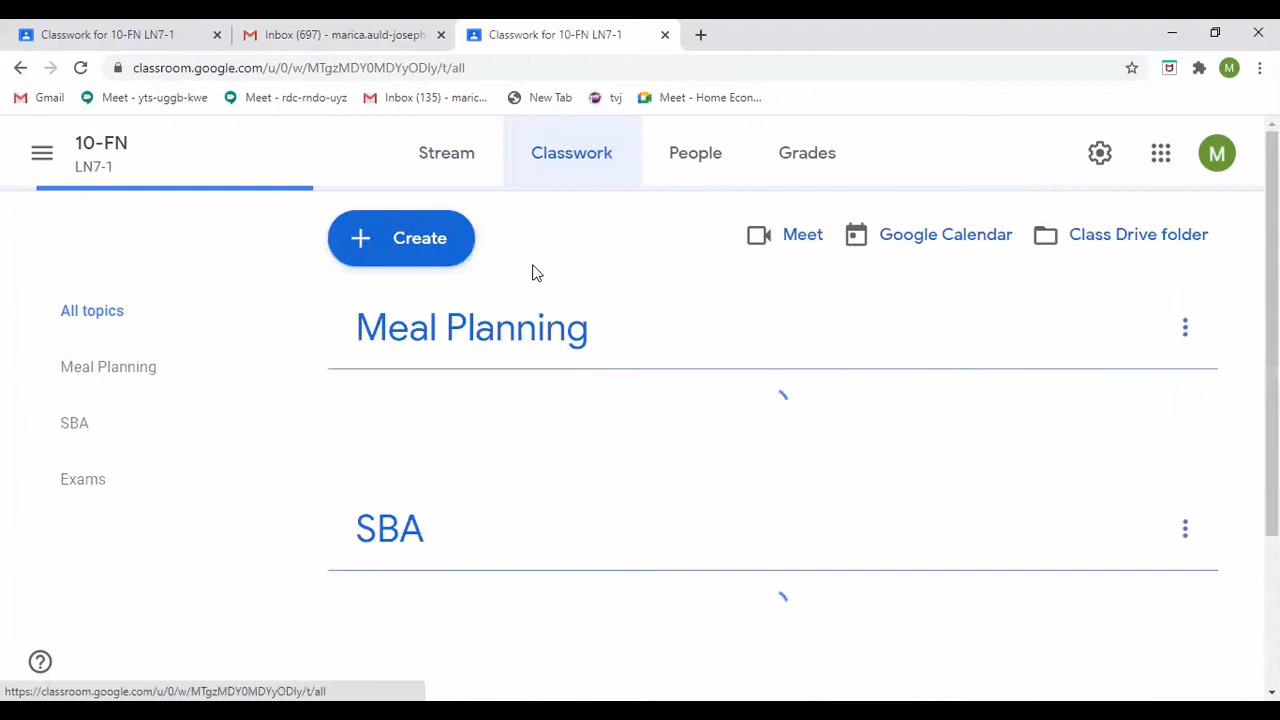 Classwork for 10-FN LN7-1
Inbox (697) - marica.auld-joseph
Classwork for 10-FN LN7-1
classroom.google.com/u/0/w/MTgzMDY0MDYyODIy/t/all
Gmail
Meet - yts-uggb-kwe
Meet - rdc-rndo-uyz
Inbox (135) - maric...
New Tab
tvj
Meet - Home Econ...
10-FN
LN7-1
Stream
Classwork
People
Grades
M
Create
Meet
Google Calendar
Class Drive folder
All topics
Meal Planning
SBA
Exams
Meal Planning
SBA
https://classroom.google.com/u/0/w/MTgzMDY0MDYyODIy/t/all